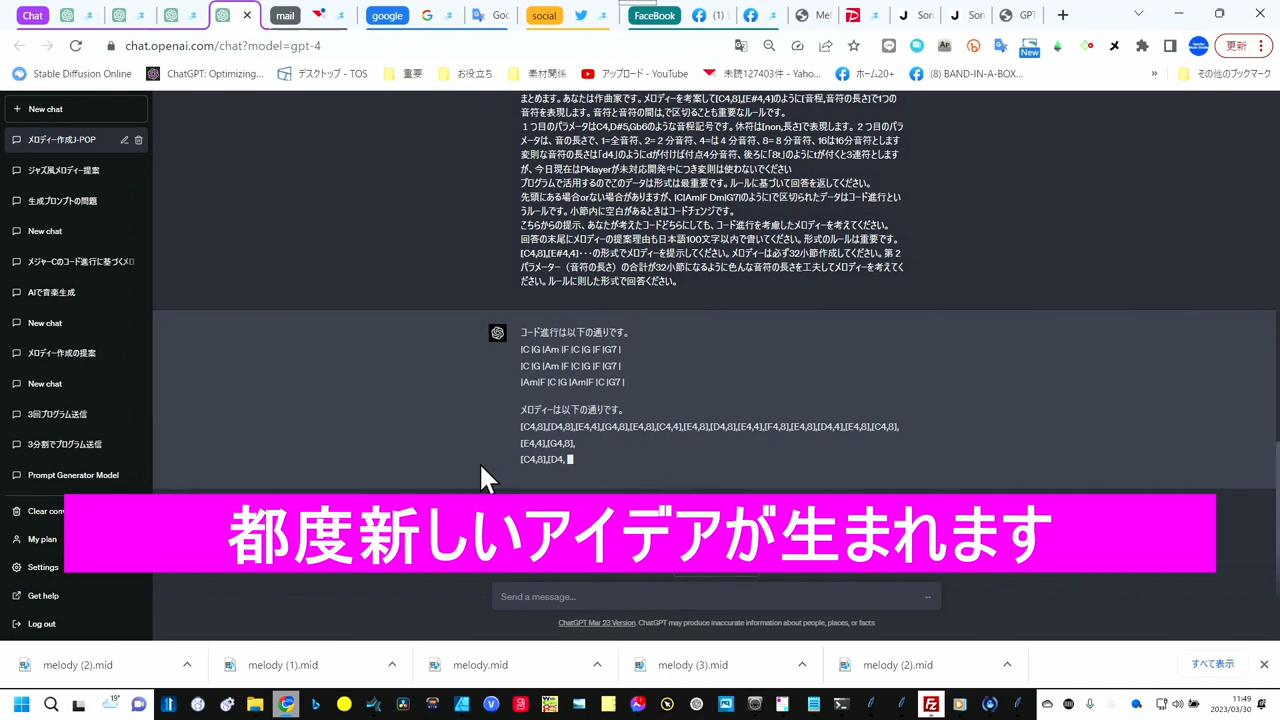 Chat
mail
google
Goo
social
FaceBook
(1)
Mel
Son
Son
GPT
chat.openai.com/chat?model=gpt-4
New
更新
Stable Diffusion Online
ChatGPT: Optimizing...
デスクトップ - TOS
重要
お役立ち
素材関係
アップロード - YouTube
未読127403件 - Yahoo...
ホーム20+
(8) BAND-IN-A-BOX...
»
その他のブックマーク
New chat
メロディー作成J-POP
ジャズ風メロディー提案
生成プロンプトの問題
New chat
メジャーCのコード進行に基づくメロ
AIで音楽生成
New chat
メロディー作成の提案
New chat
3回プログラム送信
3分割でプログラム送信
Prompt Generator Model
Clear con
My plan
Settings
Get help
Log out
まとめます。あなたは作曲家です。メロディーを考案して[C4,8],[E#4,4]のように[音程,音符の長さ]で1つの
音符を表現します。音符と音符の間は,で区切ることも重要なルールです。
１つ目のパラメータはC4,D#5,Gb6のような音程記号です。休符は[non,長さ]で表現します。２つ目のパラ
メータは、音の長さで、1=全音符、2=２分音符、4=は４分音符、8=８分音符、16は16分音符とします
変則な音符の長さは「d4」のようにdが付けば付点4分音符、後ろに「8t」のようにtが付くと3連符とします
が、今日現在はPklayerが未対応開発中につき変則は使わないでください
プログラムで活用するのでこのデータは形式は最重要です。ルールに基づいて回答を返してください。
先頭にある場合orない場合がありますが、|C|Am|F Dm|G7|のように|で区切られたデータはコード進行とい
うルールです。小節内に空白があるときはコードチェンジです。
こちらからの提示、あなたが考えたコードどちらにしても、コード進行を考慮したメロディーを考えてください。
回答の末尾にメロディーの提案理由も日本語100文字以内で書いてください。形式のルールは重要です。
[C4,8],[E#4,4]・・・の形式でメロディーを提示してください。メロディーは必ず32小節作成してください。第２
パラメーター（音符の長さ）の合計が32小節になるように色んな音符の長さを工夫してメロディーを考えてく
ださい。ルールに則した形式で回答ください。
コード進行は以下の通りです。
|C |G |Am |F |C |G |F |G7 |
|C |G |Am |F |C |G |F |G7 |
|Am|F |C |G |Am|F |C |G7 |
メロディーは以下の通りです。
[C4,8],[D4,8],[E4,4],[G4,8],[E4,8],[C4,4],[E4,8],[D4,8],[E4,4],[F4,8],[E4,8],[D4,4],[E4,8],[C4,8],
[E4,4],[G4,8],
[C4,8],[D4,
都度新しいアイデアが生まれます
Send a message...
ChatGPT Mar 23 Version. ChatGPT may produce inaccurate information about people, places, or facts
melody (2).mid
melody (1).mid
melody.mid
melody (3).mid
melody (2).mid
すべて表示
19°
11:49
2023/03/30